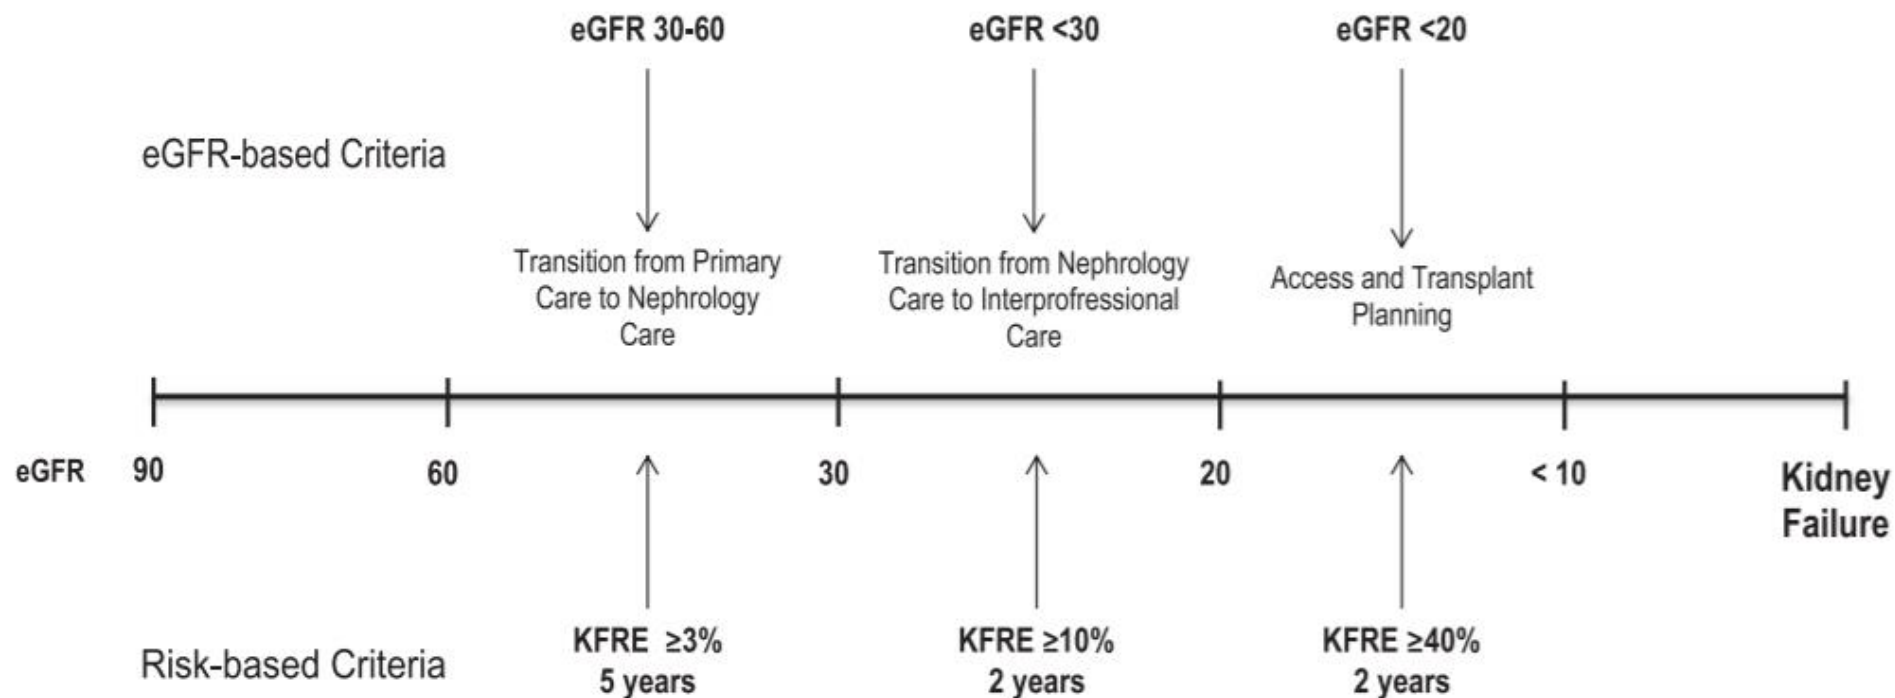 eGFR 30-60
eGFR <30
eGFR <20
eGFR-based Criteria
Transition from Primary
Care to Nephrology
Care
Transition from Nephrology
Care to Interprofressional
Care
Access and Transplant
Planning
eGFR 90 60 30 20 < 10 Kidney
Failure
Risk-based Criteria
KFRE ≥3%
5 years
KFRE ≥10%
2 years
KFRE ≥40%
2 years